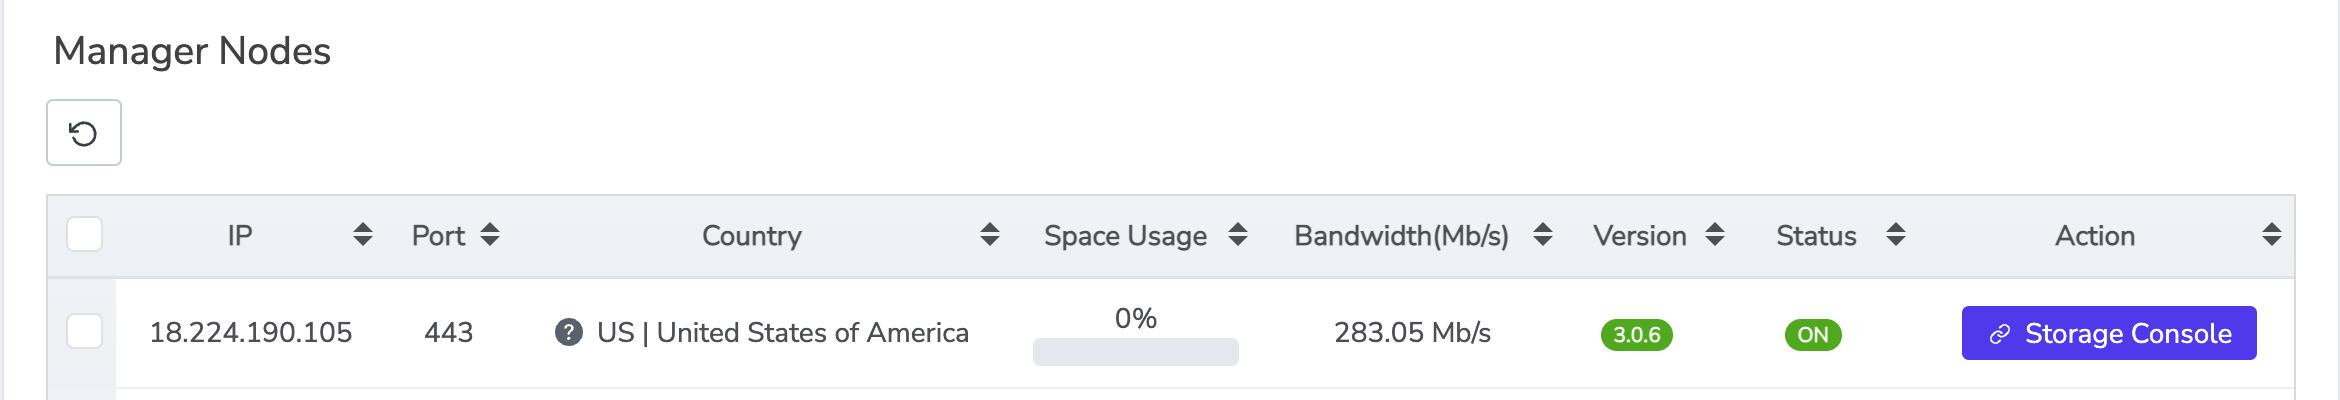 Manager Nodes
IP Port Country Space Usage Bandwidth(Mb/s) Version Status Action
18.224.190.105 443 ? US | United States of America 0% 283.05 Mb/s 3.0.6 ON Storage Console